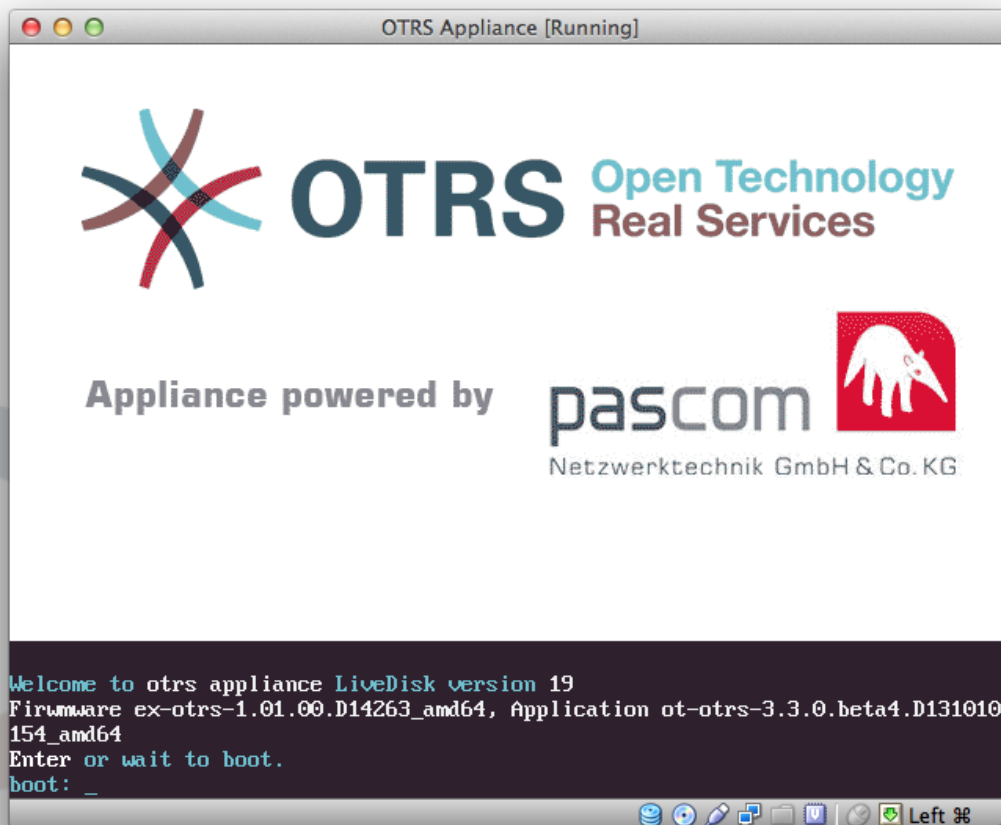 OTRS Appliance [Running]
OTRS Open Technology
Real Services
Appliance powered by
pascom
Netzwerktechnik GmbH & Co. KG
Welcome to otrs appliance LiveDisk version 19
Firwmware ex-otrs-1.01.00.D14263_amd64, Application ot-otrs-3.3.0.beta4.D131010
154_amd64
Enter or wait to boot.
boot: _
Left ⌘